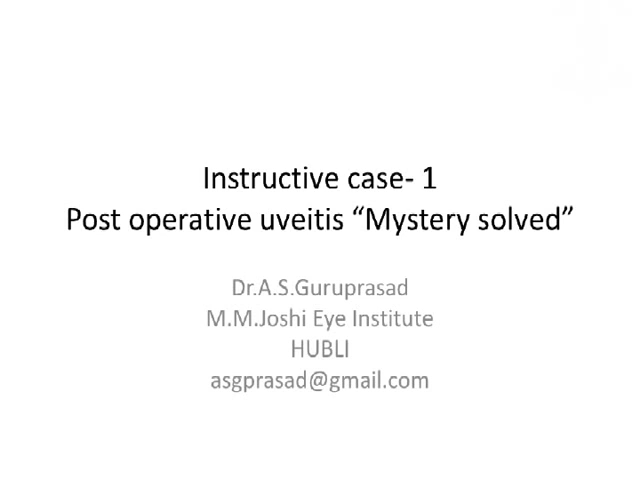 Instructive case- 1
Post operative uveitis “Mystery solved”
Dr.A.S.Guruprasad
M.M.Joshi Eye Institute
HUBLI
asgprasad@gmail.com